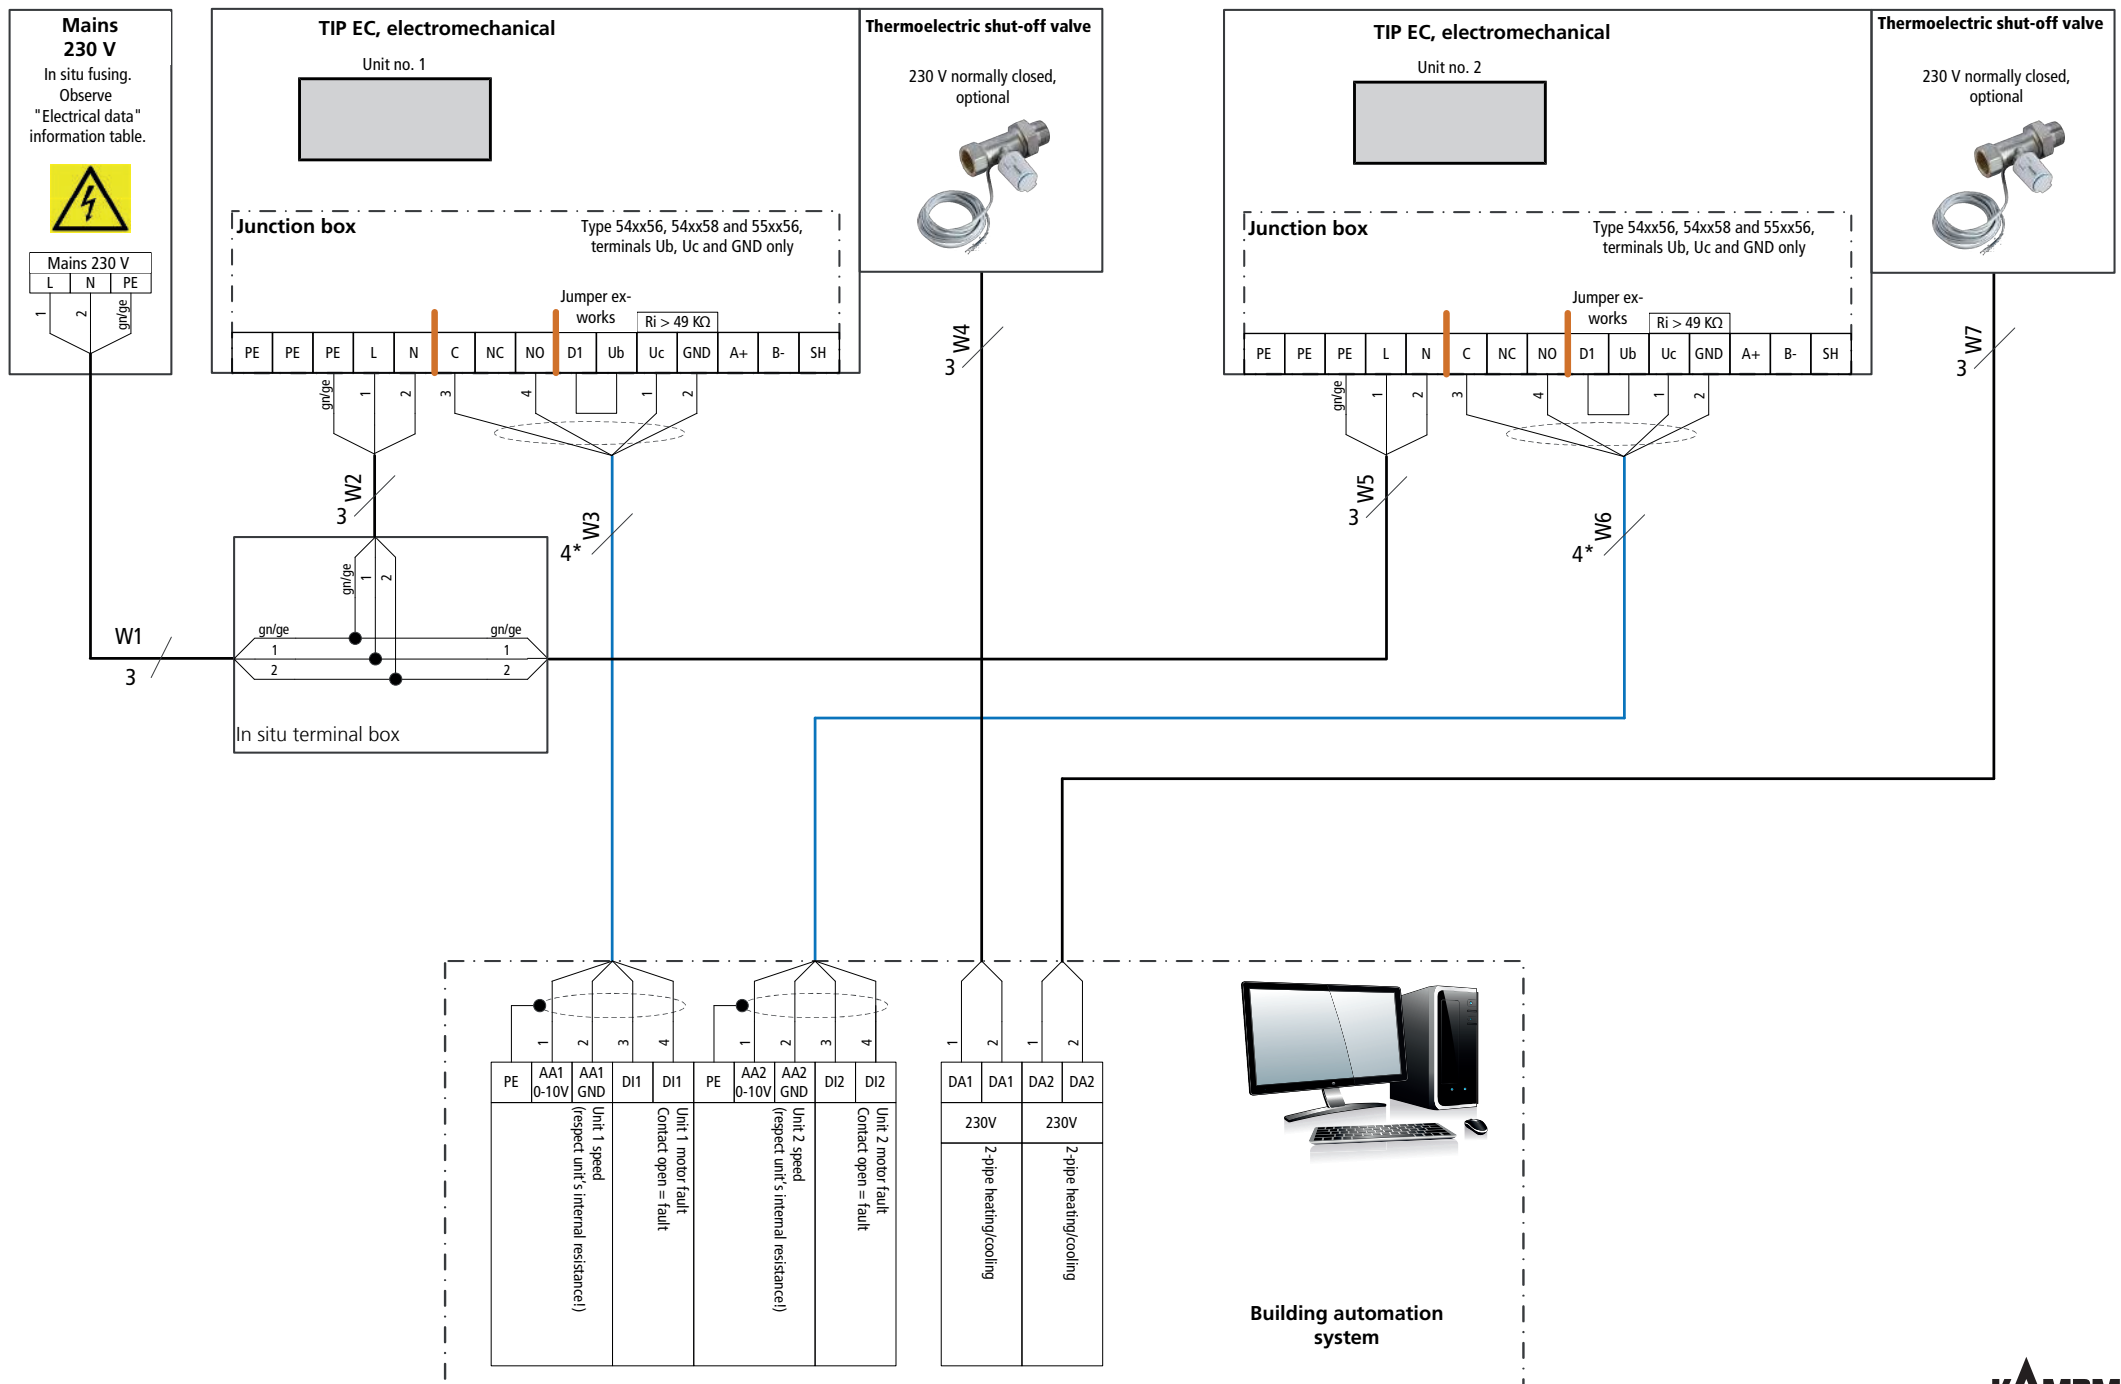 Mains
230 V
In situ fusing.
Observe
"Electrical data"
information table.
Mains 230 V
L N PE
1 2 gn/ge
TIP EC, electromechanical
Unit no. 1
Junction box
Type 54xx56, 54xx58 and 55xx56,
terminals Ub, Uc and GND only
Jumper ex-
works
Ri > 49 KΩ
PE PE PE L N C NC NO D1 Ub Uc GND A+ B- SH
gn/ge 1 2 3 4 1 2
Thermoelectric shut-off valve
230 V normally closed,
optional
W4
3
TIP EC, electromechanical
Unit no. 2
Junction box
Type 54xx56, 54xx58 and 55xx56,
terminals Ub, Uc and GND only
Jumper ex-
works
Ri > 49 KΩ
PE PE PE L N C NC NO D1 Ub Uc GND A+ B- SH
gn/ge 1 2 3 4 1 2
Thermoelectric shut-off valve
230 V normally closed,
optional
W7
3
W2
3
W3
4*
W5
3
W6
4*
W1
3
gn/ge 1 2
gn/ge gn/ge
1 1
2 2
In situ terminal box
1 2 3 4 1 2 3 4 1 2 1 2
PE AA1 0-10V AA1 GND DI1 DI1 PE AA2 0-10V AA2 GND DI2 DI2
Unit 1 speed
(respect unit's internal resistance!)
Unit 1 motor fault
Contact open = fault
Unit 2 speed
(respect unit's internal resistance!)
Unit 2 motor fault
Contact open = fault
DA1 DA1 DA2 DA2
230V 230V
2-pipe heating/cooling
2-pipe heating/cooling
Building automation
system